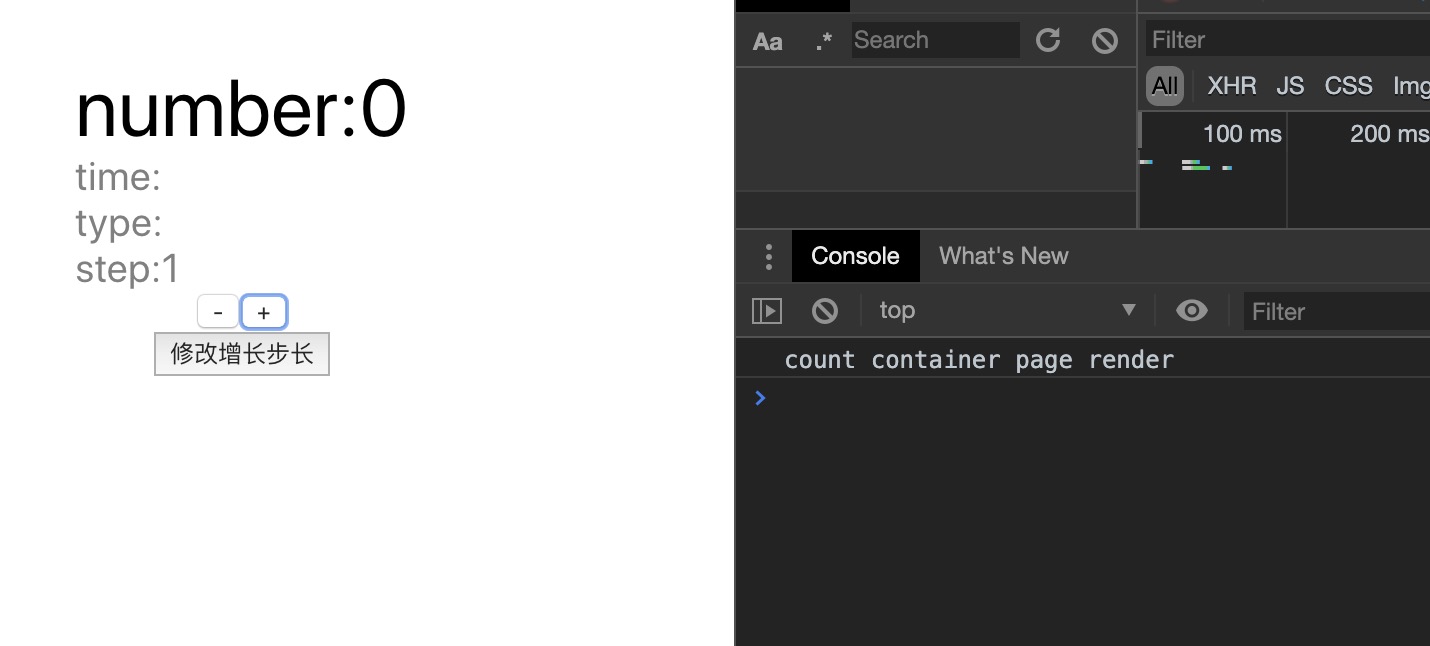 number:0
time:
type:
step:1
- +
修改增长步长
Aa .* Search
Filter
All XHR JS CSS Img
100 ms 200 ms
Console What's New
top Filter
count container page render